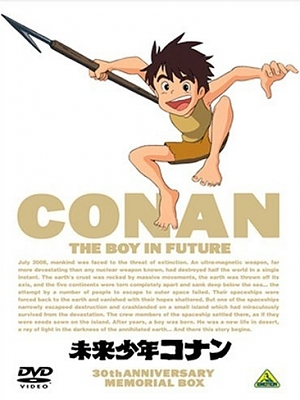 CONAN
THE BOY IN FUTURE
July 2008, mankind was faced to the threat of extinction. An ultra-magnetic weapon, far
more devastating than any nuclear weapon known, had destroyed half the world in a single
instant. The earth's crust was rocked by massive movements, the earth was thrown off its
axis, and the five continents were torn completely apart and sank deep below the sea... the
attempt by a number of people to escape to outer space failed. Their spaceships were
forced back to the earth and vanished with their hopes shattered. But one of the spaceships
narrowly escaped destruction and crashlanded on a small island which had miraculously
survived from the devastation. The crew members of the spaceship settled there, as if they
were seeds sown on the island. After years, a boy was born. He was a new life in desert,
a ray of light in the darkness of the annihilated earth... And there this story begins.
未来少年コナン
DVD
VIDEO
30thANNIVERSARY
MEMORIAL BOX